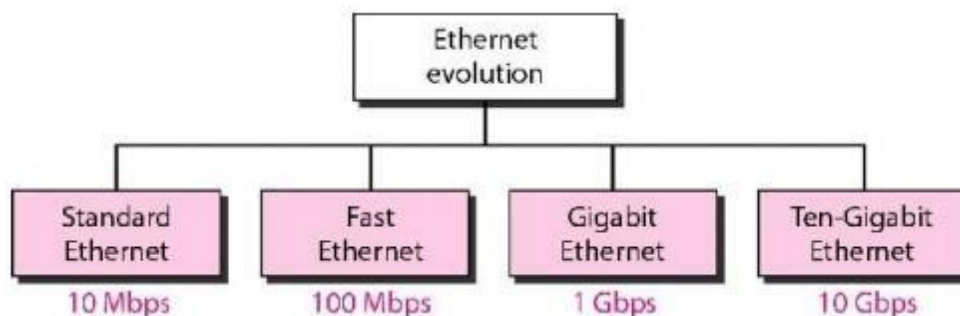 Ethernet
evolution
Standard
Ethernet
Fast
Ethernet
Gigabit
Ethernet
Ten-Gigabit
Ethernet
10 Mbps
100 Mbps
1 Gbps
10 Gbps